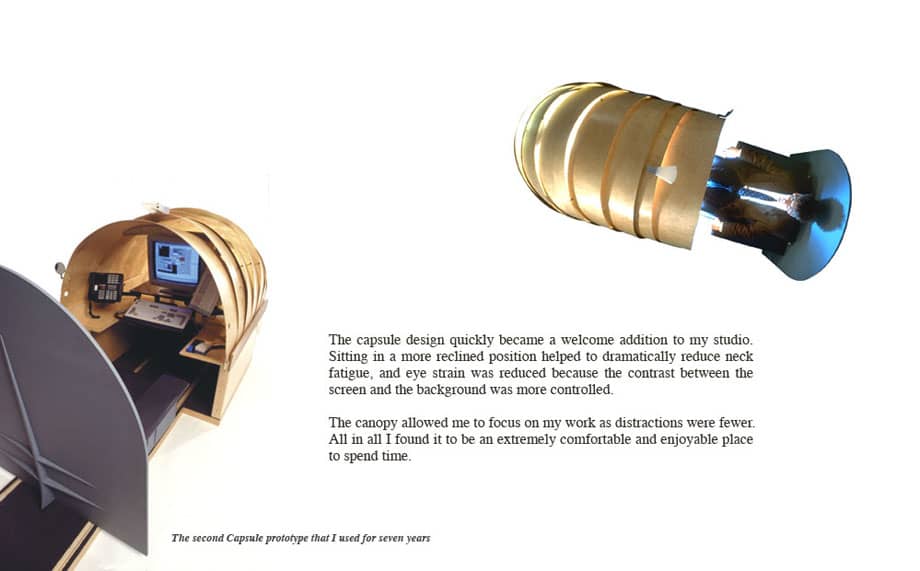 The capsule design quickly became a welcome addition to my studio.
Sitting in a more reclined position helped to dramatically reduce neck
fatigue, and eye strain was reduced because the contrast between the
screen and the background was more controlled.
The canopy allowed me to focus on my work as distractions were fewer.
All in all I found it to be an extremely comfortable and enjoyable place
to spend time.
The second Capsule prototype that I used for seven years